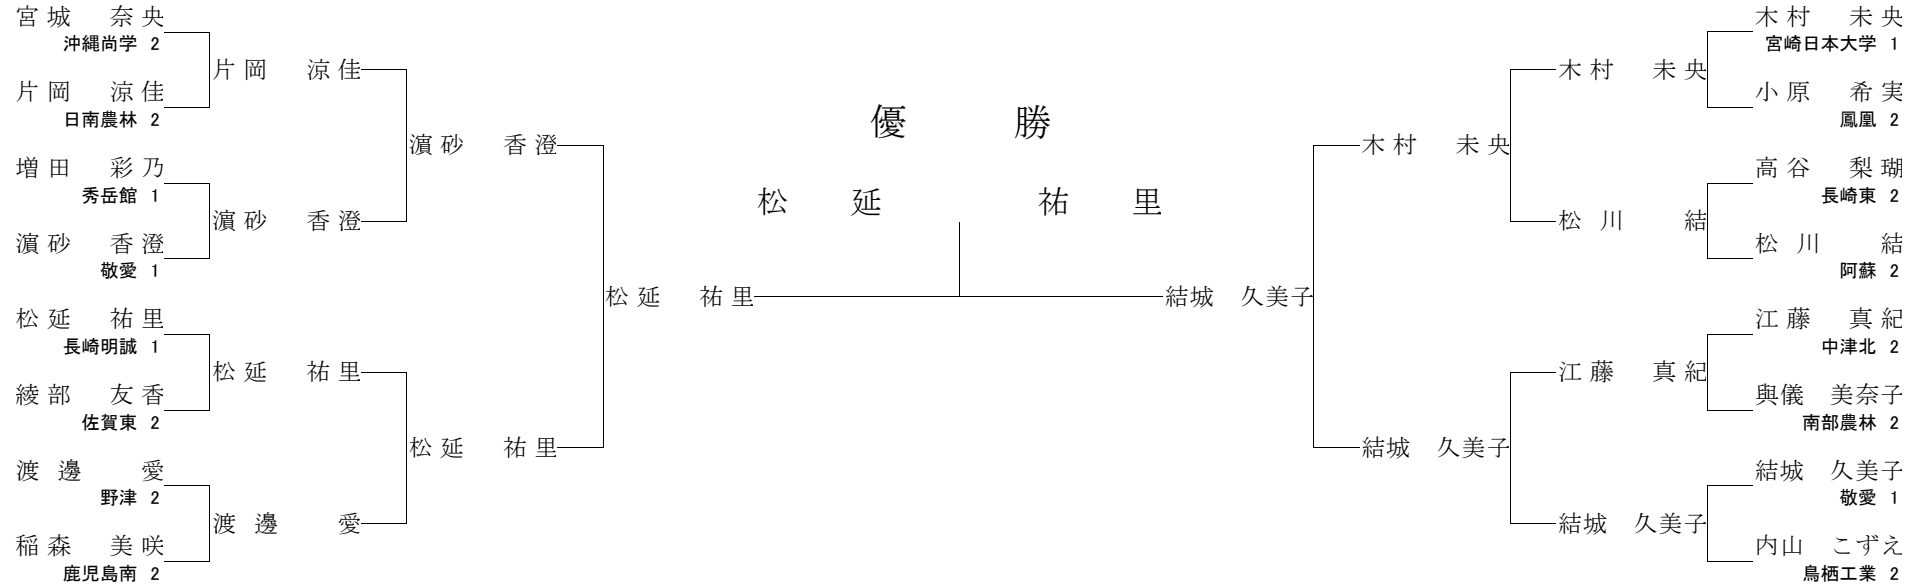 宮城 奈央
沖縄尚学 2
片岡 涼佳
日南農林 2
増田 彩乃
秀岳館 1
濵砂 香澄
敬愛 1
松延 祐里
長崎明誠 1
綾部 友香
佐賀東 2
渡邊 愛
野津 2
稲森 美咲
鹿児島南 2
片岡 涼佳
濵砂 香澄
松延 祐里
渡邊 愛
濵砂 香澄
松延 祐里
松延 祐里
優勝
松延 祐里
結城 久美子
木村 未央
結城 久美子
木村 未央
松川 結
江藤 真紀
結城 久美子
木村 未央
宮崎日本大学 1
小原 希実
鳳凰 2
高谷 梨瑚
長崎東 2
松川 結
阿蘇 2
江藤 真紀
中津北 2
與儀 美奈子
南部農林 2
結城 久美子
敬愛 1
内山 こずえ
鳥栖工業 2